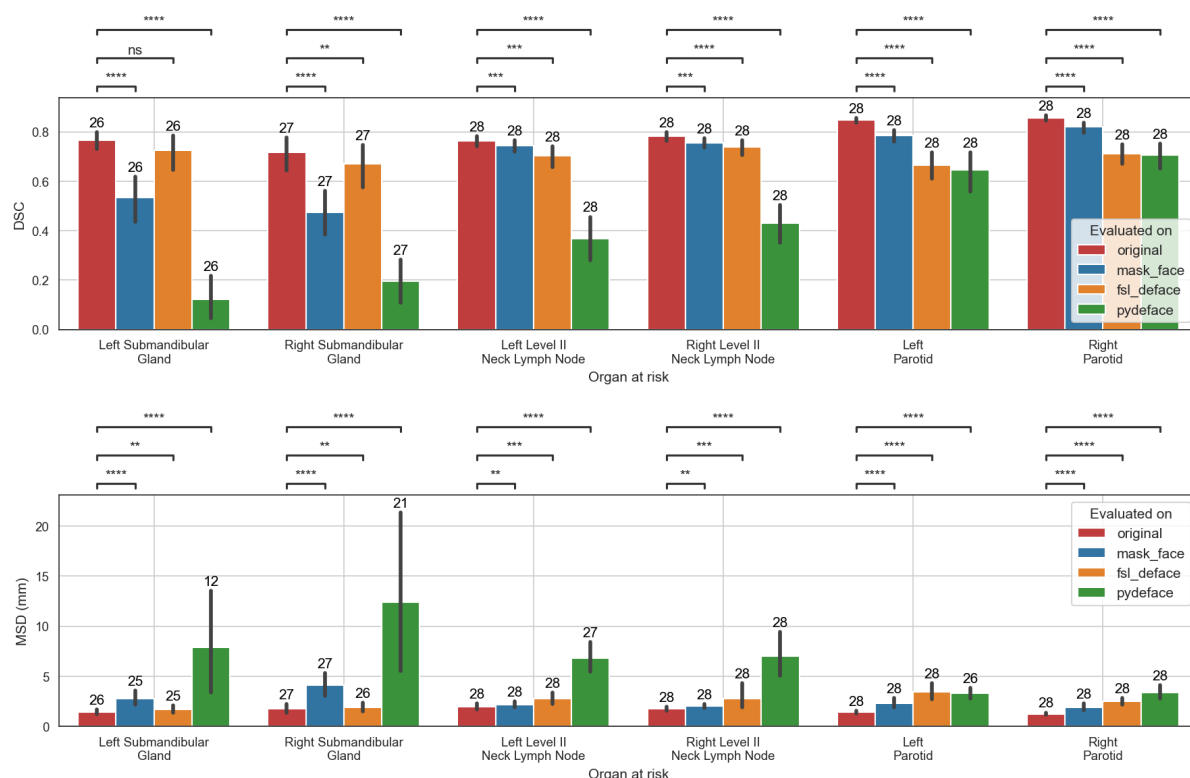 **** **** **** **** **** ****
ns ** *** **** **** ****
**** **** *** *** **** ****
DSC
0.8
0.6
0.4
0.2
0.0
26 26 26 26
27 27 27 27
28 28 28 28
28 28 28 28
28 28 28 28
28 28 28 28
Evaluated on
original
mask_face
fsl_deface
pydeface
Left Submandibular
Gland
Right Submandibular
Gland
Left Level II
Neck Lymph Node
Right Level II
Neck Lymph Node
Left
Parotid
Right
Parotid
Organ at risk
**** **** **** **** **** ****
** ** *** *** **** ****
**** **** ** ** **** ****
MSD (mm)
20
15
10
5
0
26 25 25 12
27 27 26 21
28 28 28 27
28 28 28 28
28 28 28 26
28 28 28 28
Evaluated on
original
mask_face
fsl_deface
pydeface
Left Submandibular
Gland
Right Submandibular
Gland
Left Level II
Neck Lymph Node
Right Level II
Neck Lymph Node
Left
Parotid
Right
Parotid
Organ at risk